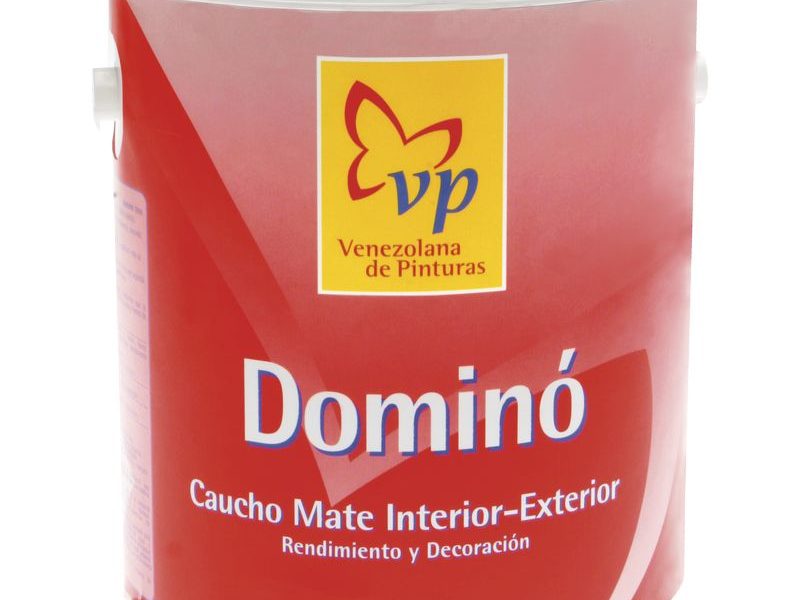 vp
Venezolana
de Pinturas
Dominó
Caucho Mate Interior-Exterior
Rendimiento y Decoración